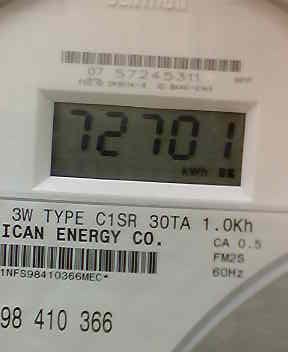 07 57245311
72701
kWh
3W TYPE C1SR 30TA 1.0Kh
ICAN ENERGY CO.
CA 0.5
FM2S
60Hz
1NFS98410366MEC*
98 410 366